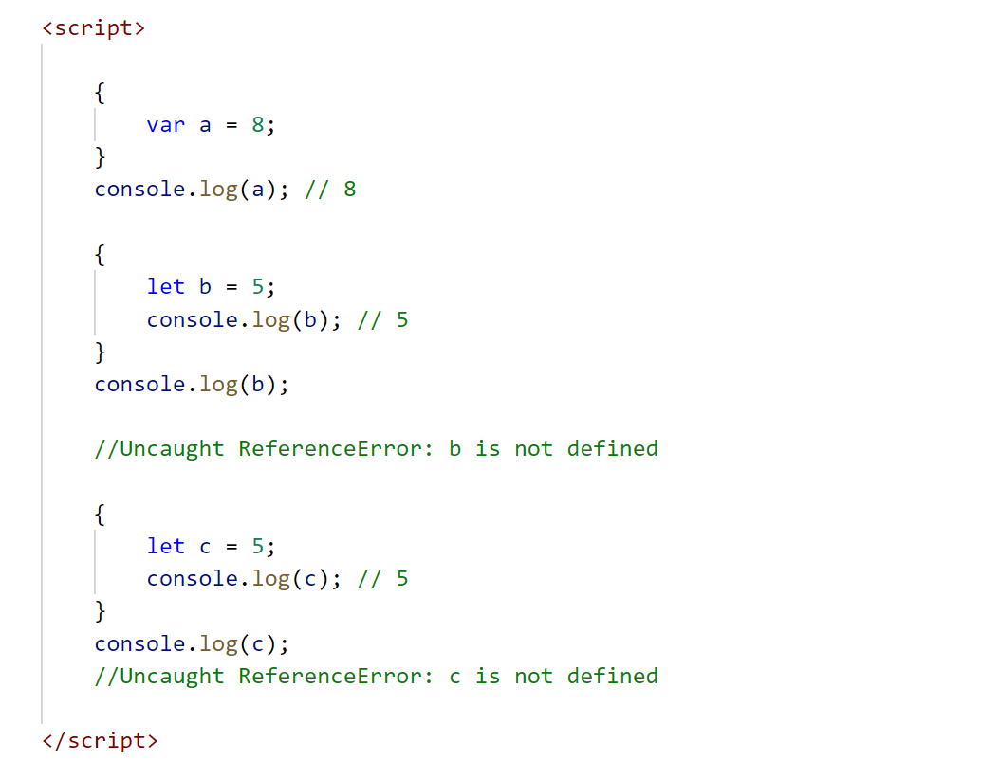 <script>
{
var a = 8;
}
console.log(a); // 8
{
let b = 5;
console.log(b); // 5
}
console.log(b);
//Uncaught ReferenceError: b is not defined
{
let c = 5;
console.log(c); // 5
}
console.log(c);
//Uncaught ReferenceError: c is not defined
</script>